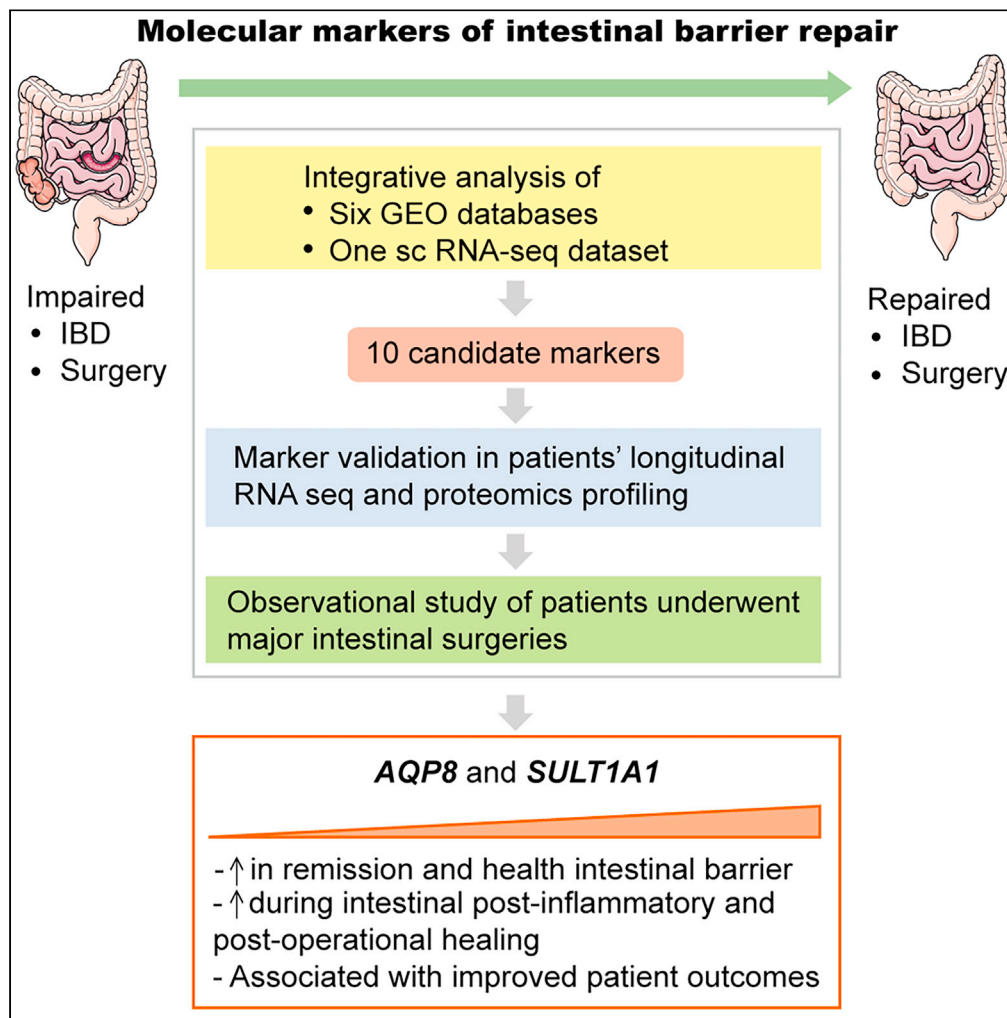 Molecular markers of intestinal barrier repair
Impaired
• IBD
• Surgery
Integrative analysis of
• Six GEO databases
• One sc RNA-seq dataset
10 candidate markers
Marker validation in patients’ longitudinal
RNA seq and proteomics profiling
Observational study of patients underwent
major intestinal surgeries
Repaired
• IBD
• Surgery
AQP8 and SULT1A1
-↑ in remission and health intestinal barrier
-↑ during intestinal post-inflammatory and
post-operational healing
- Associated with improved patient outcomes